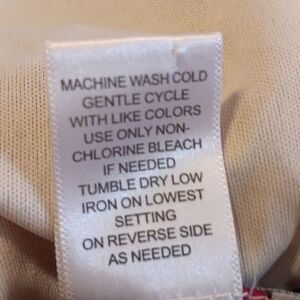 MACHINE WASH COLD
GENTLE CYCLE
WITH LIKE COLORS
USE ONLY NON-
CHLORINE BLEACH
IF NEEDED
TUMBLE DRY LOW
IRON ON LOWEST
SETTING
ON REVERSE SIDE
AS NEEDED